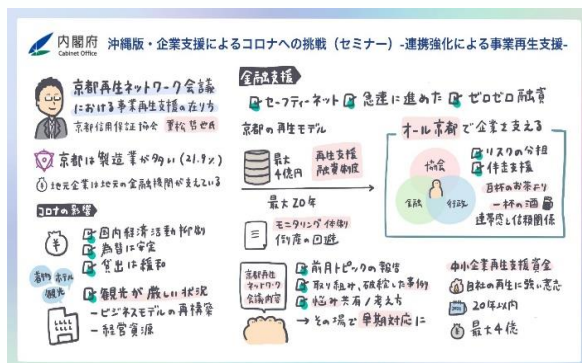 内閣府
Cabinet Office
沖縄版・企業支援によるコロナへの挑戦(セミナー)-連携強化による事業再生支援-
京都再生ネットワーク会議
における事業再生支援の在り方
京都信用保証協会
京都は製造業が多い(21.9%)
地元企業は地元の金融機関が支えている
コロナの影響
国内経済活動抑制
為替は安定
貸出は緩和
着物
ホテル
観光
観光が厳しい状況
-ビジネスモデルの再構築
-経営資源
金融支援
セーフティーネット
急速に進めた
ゼロゼロ融資
京都の再生モデル
最大
4億円
再生支援
融資制度
最大20年
モニタリング体制
倒産の回避
オール京都で企業を支える
協会
金融
行政
リスクの分担
伴走支援
百杯のお茶より
一杯の酒
連帯感と信頼関係
京都再生
ネットワーク
会議内容
前月トピックの報告
取り組み、破綻した事例
悩み共有/考え方
→その場で早期対応に
中小企業再生支援資金
自社の再生に強い意志
20年以内
最大4億